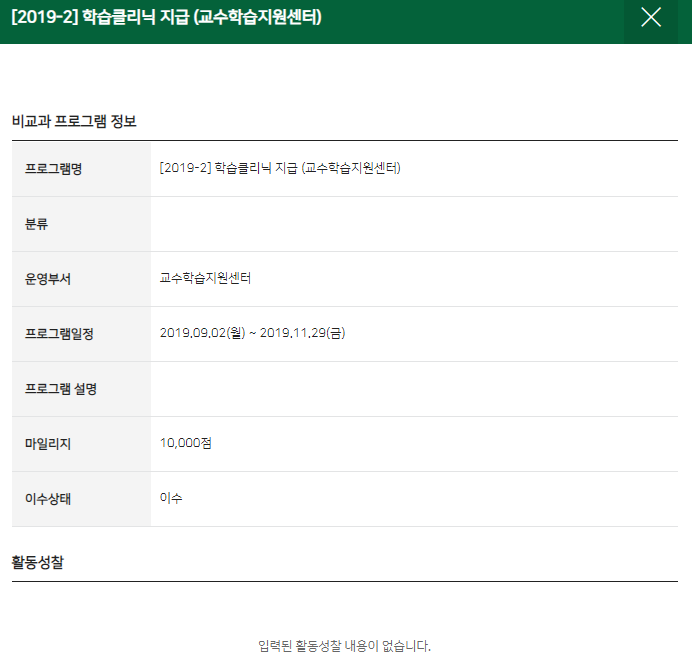 [2019-2] 학습클리닉 지급 (교수학습지원센터)
비교과 프로그램 정보
프로그램명 [2019-2] 학습클리닉 지급 (교수학습지원센터)
분류
운영부서 교수학습지원센터
프로그램일정 2019.09.02(월) ~ 2019.11.29(금)
프로그램 설명
마일리지 10,000점
이수상태 이수
활동성찰
입력된 활동성찰 내용이 없습니다.